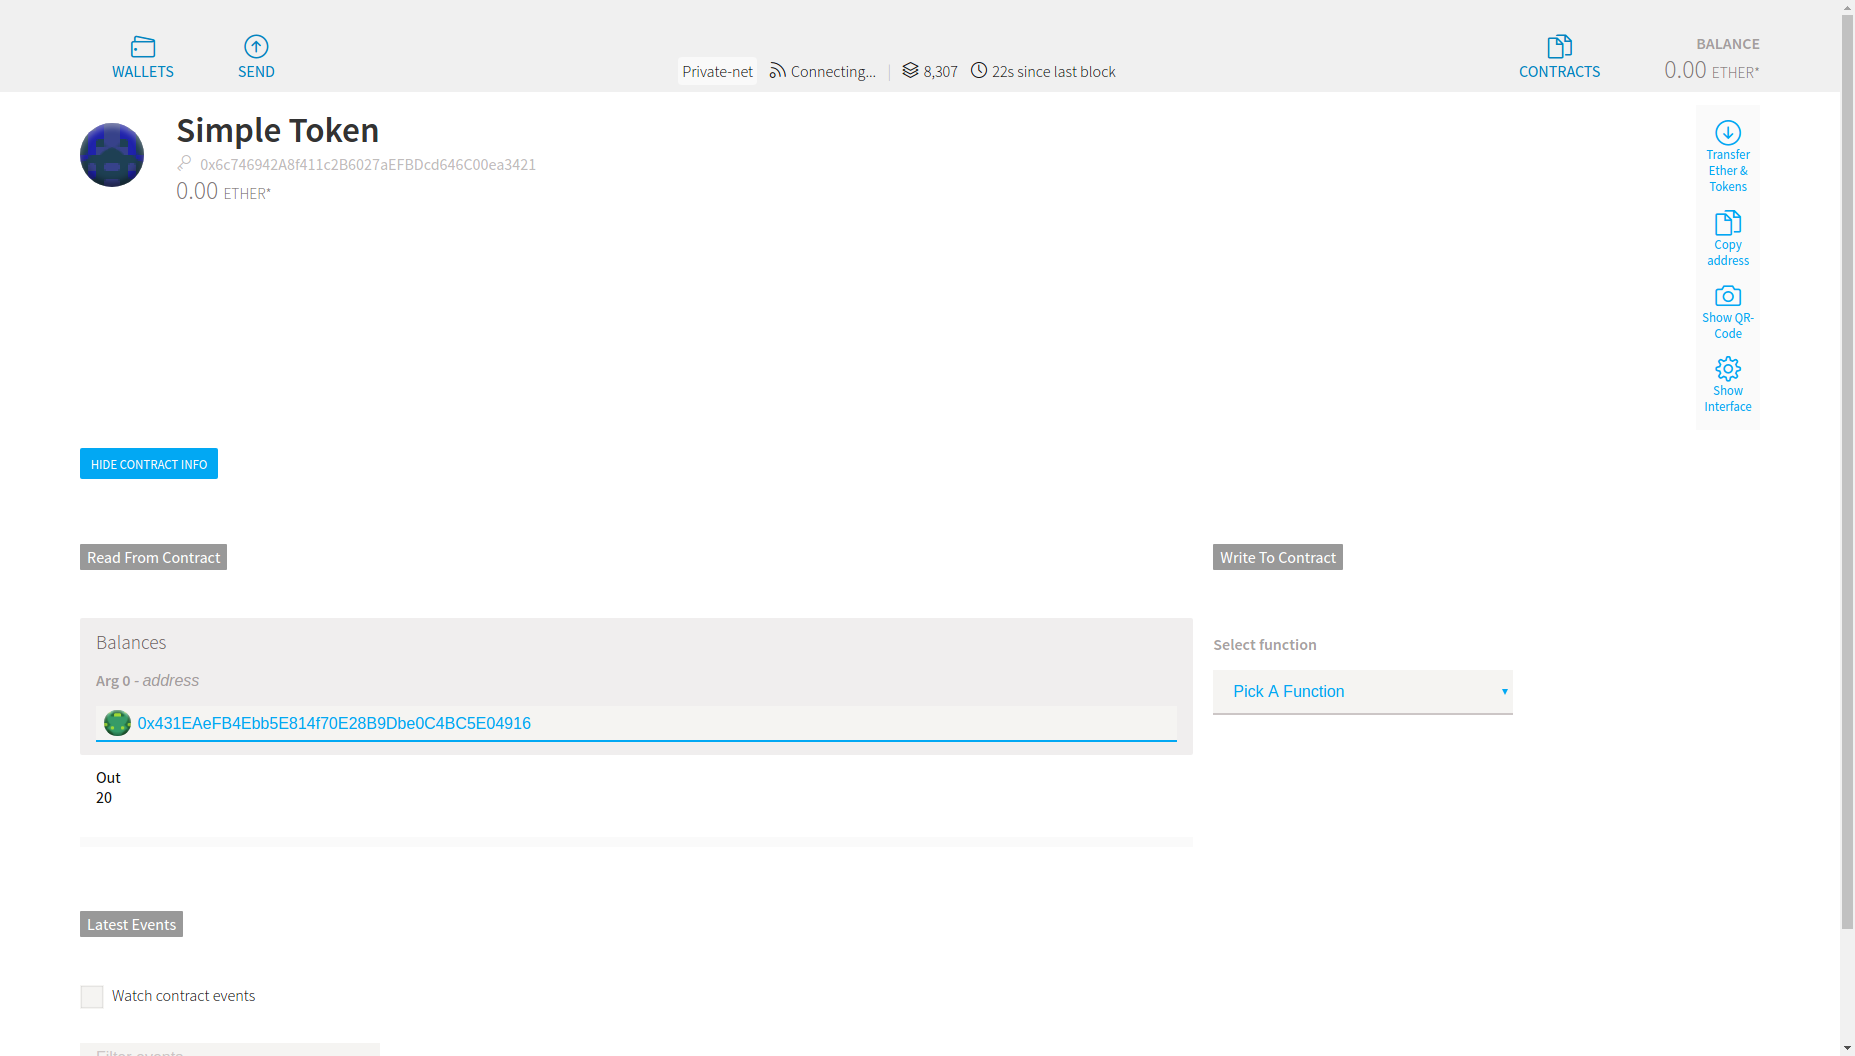 WALLETS
SEND
Private-net
Connecting...
8,307
22s since last block
CONTRACTS
BALANCE
0.00 ETHER*
Simple Token
0x6c746942A8f411c2B6027aEFBDcd646C00ea3421
0.00 ETHER*
Transfer
Ether &
Tokens
Copy
address
Show QR-
Code
Show
Interface
HIDE CONTRACT INFO
Read From Contract
Balances
Arg 0 - address
0x431EAeFB4Ebb5E814f70E28B9Dbe0C4BC5E04916
Out
20
Write To Contract
Select function
Pick A Function
Latest Events
Watch contract events
Filter events